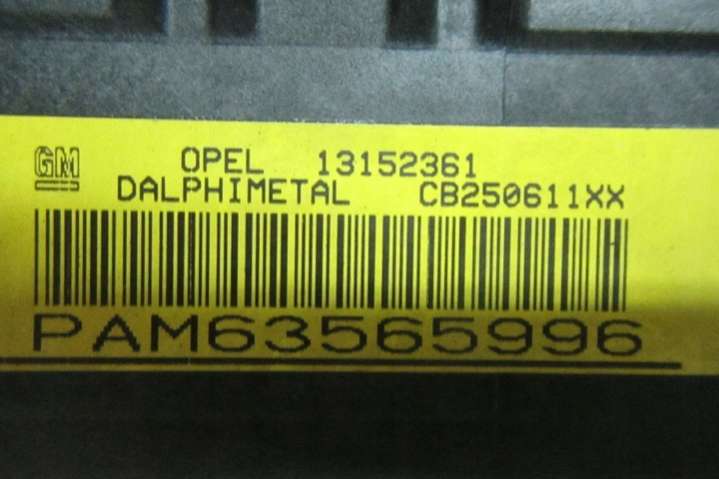 GM OPEL 13152361
DALPHIMETAL CB250611XX
PAM63565996